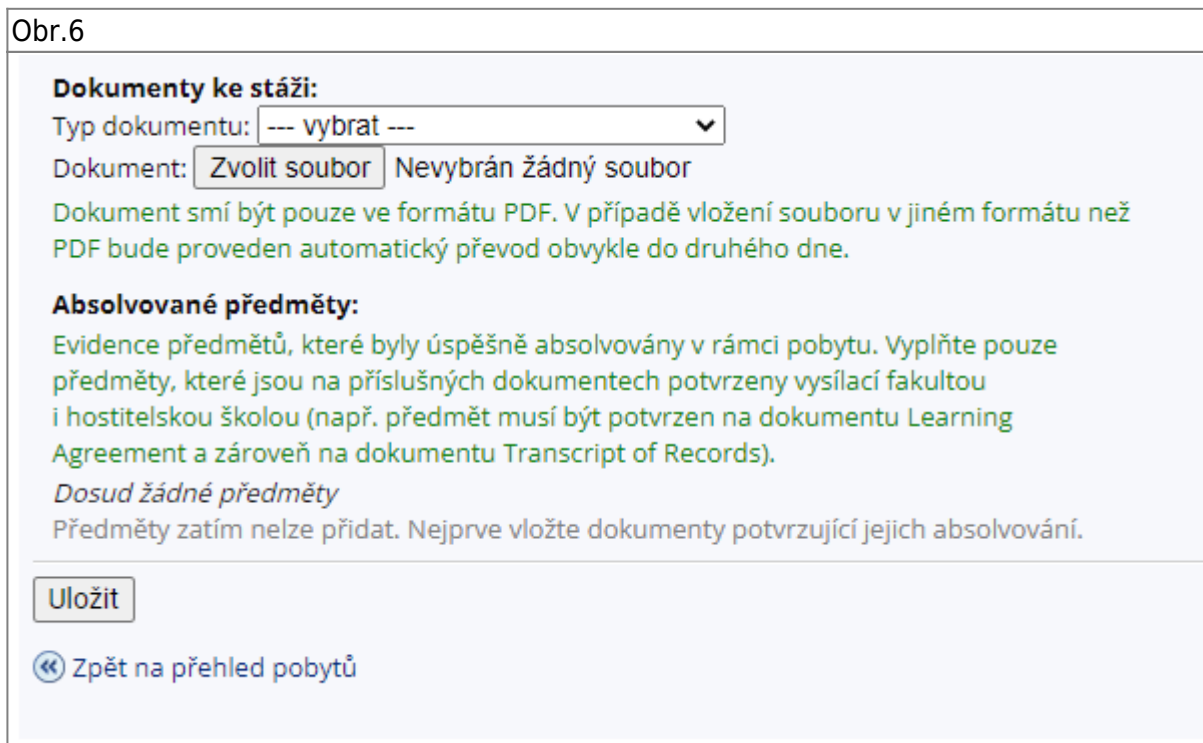 Obr.6
Dokumenty ke stáži:
Typ dokumentu: --- vybrat ---
Dokument: Zvolit soubor Nevybrán žádný soubor
Dokument smí být pouze ve formátu PDF. V případě vložení souboru v jiném formátu než
PDF bude proveden automatický převod obvykle do druhého dne.
Absolvované předměty:
Evidence předmětů, které byly úspěšně absolvovány v rámci pobytu. Vyplňte pouze
předměty, které jsou na příslušných dokumentech potvrzeny vysílací fakultou
i hostitelskou školou (např. předmět musí být potvrzen na dokumentu Learning
Agreement a zároveň na dokumentu Transcript of Records).
Dosud žádné předměty
Předměty zatím nelze přidat. Nejprve vložte dokumenty potvrzující jejich absolvování.
Uložit
Zpět na přehled pobytů